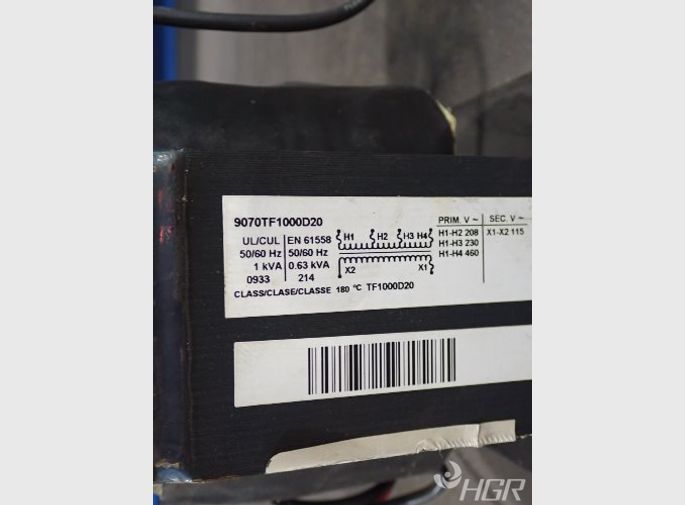 9070TF1000D20
UL/CUL EN 61558
50/60 Hz 50/60 Hz
1 kVA 0.63 kVA
0933 214
H1 H2 H3 H4
X2 X1
PRIM. V ~ SEC. V ~
H1-H2 208 X1-X2 115
H1-H3 230
H1-H4 460
CLASS/CLASE/CLASSE 180 °C TF1000D20
HGR